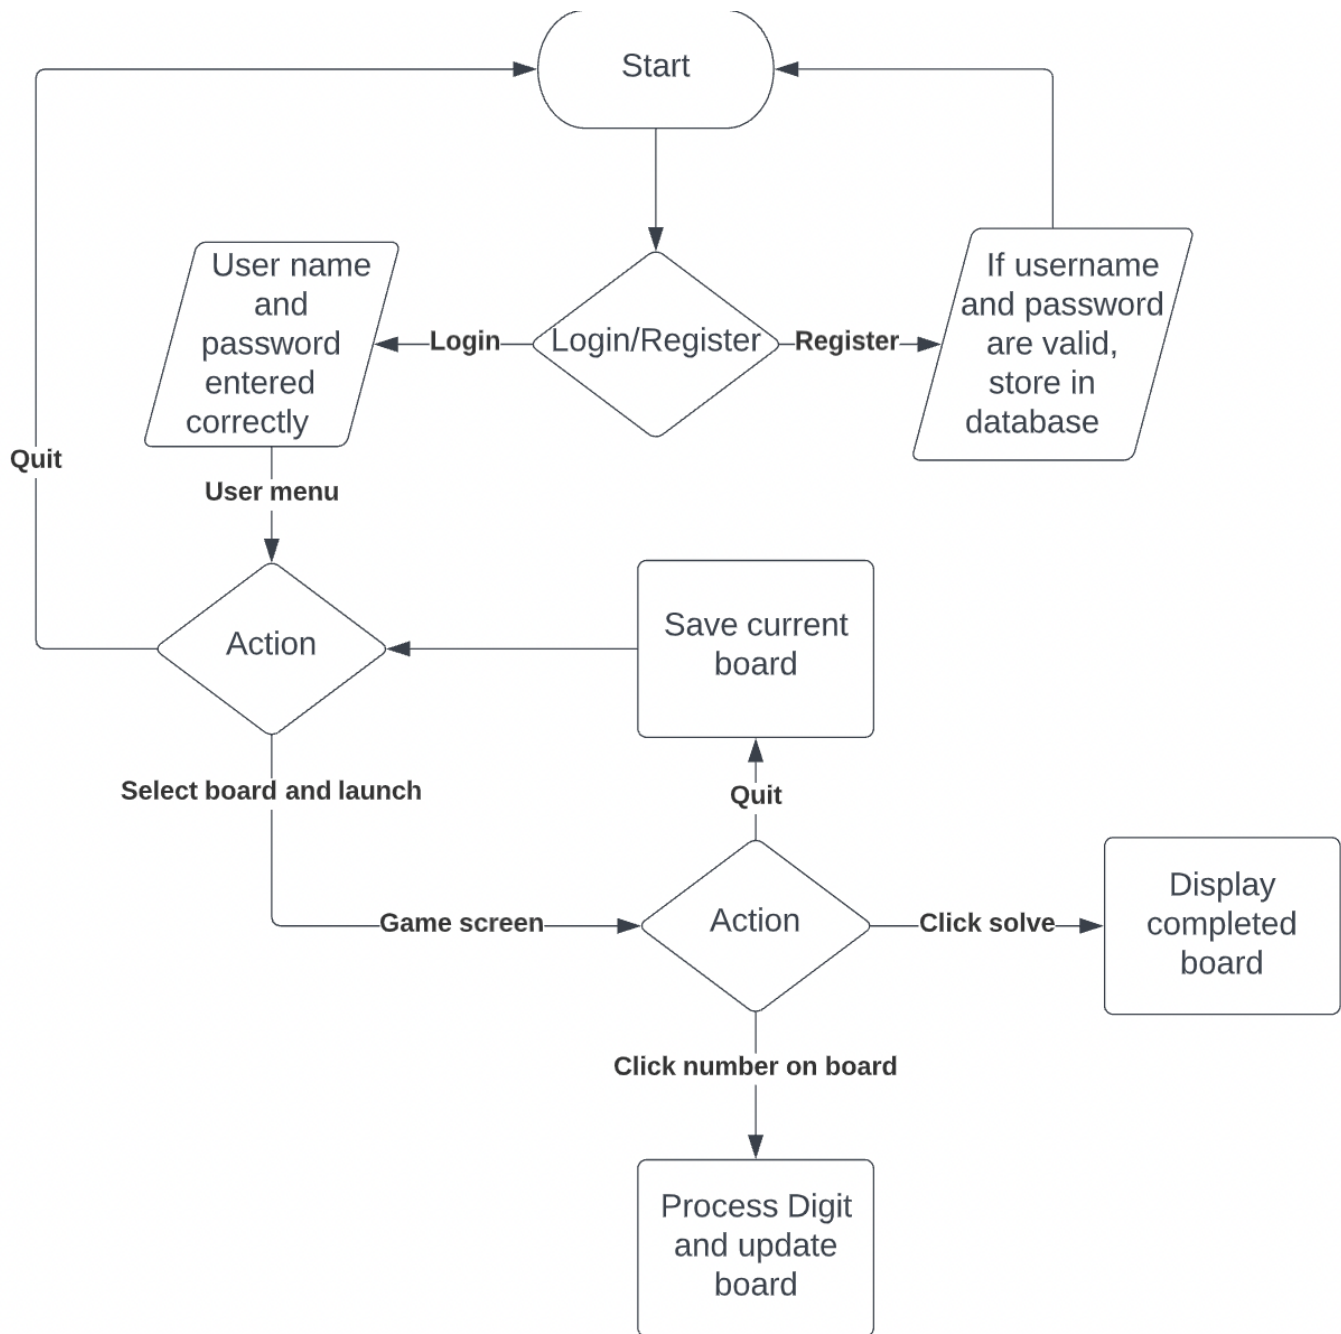 Start
User name
and
password
entered
correctly
Login
Login/Register
Register
If username
and password
are valid,
store in
database
Quit
User menu
Action
Save current
board
Select board and launch
Quit
Game screen
Action
Click solve
Display
completed
board
Click number on board
Process Digit
and update
board